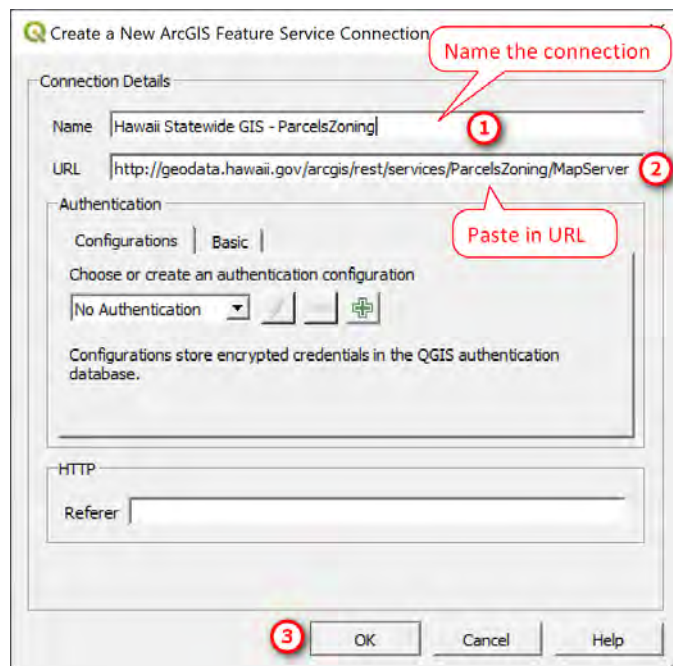 Create a New ArcGIS Feature Service Connection
Name the connection
Connection Details
Name Hawaii Statewide GIS - ParcelsZoning 1
URL http://geodata.hawaii.gov/arcgis/rest/services/ParcelsZoning/MapServer 2
Authentication
Paste in URL
Configurations Basic
Choose or create an authentication configuration
No Authentication
Configurations store encrypted credentials in the QGIS authentication
database.
HTTP
Referer
3 OK Cancel Help